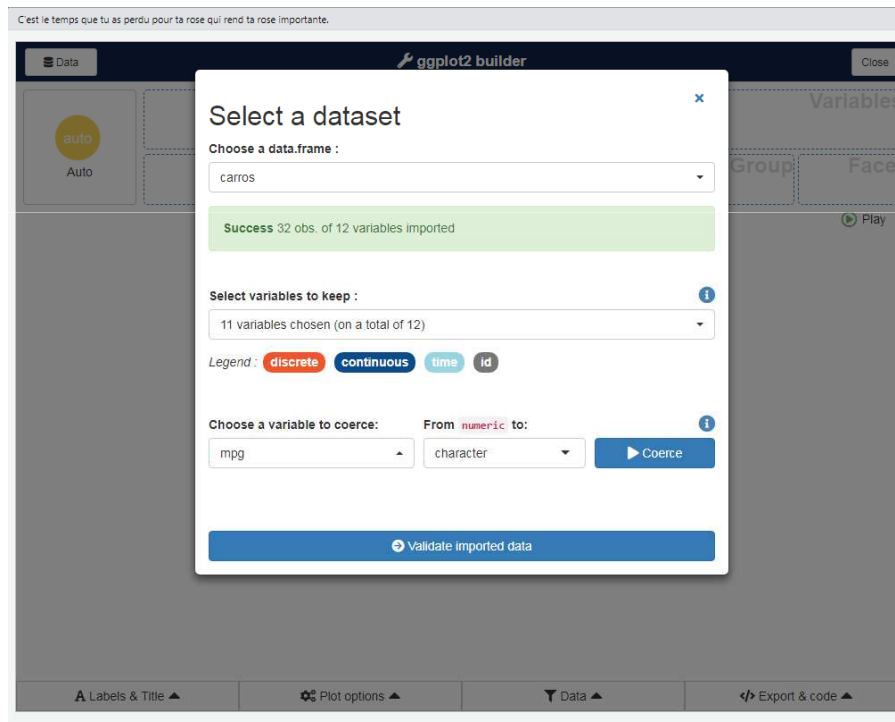 C'est le temps que tu as perdu pour ta rose qui rend ta rose importante.
Data
ggplot2 builder
Close
Select a dataset
Variables
auto
Auto
Choose a data.frame :
carros
Group
Face
Success 32 obs. of 12 variables imported
Play
Select variables to keep :
11 variables chosen (on a total of 12)
Legend : discrete continuous time id
Choose a variable to coerce:
From numeric to:
mpg
character
Coerce
Validate imported data
Labels & Title
Plot options
Data
Export & code